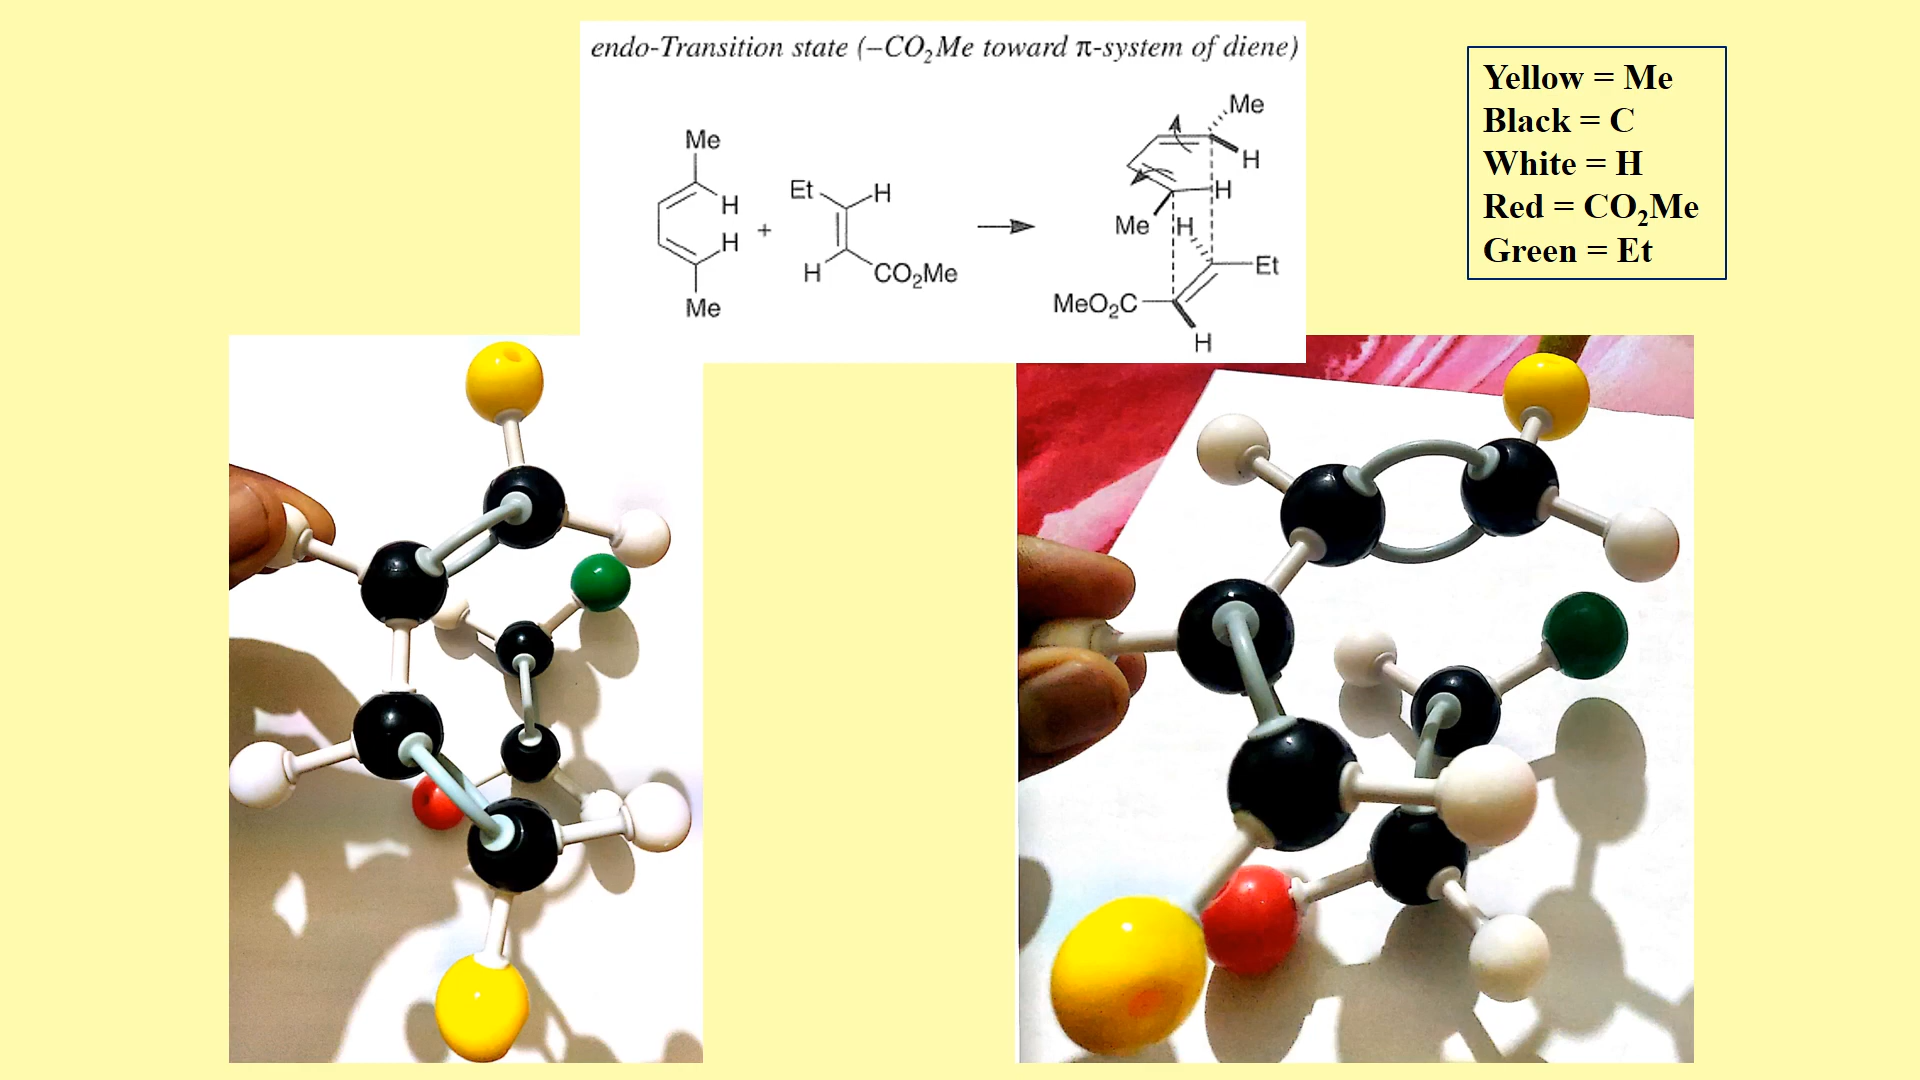 endo-Transition state (–CO₂Me toward π-system of diene)
Me
H
H
Me
+
Et
H
H
CO₂Me
Me
H
H
Me
H
Et
MeO₂C
H
Yellow = Me
Black = C
White = H
Red = CO₂Me
Green = Et